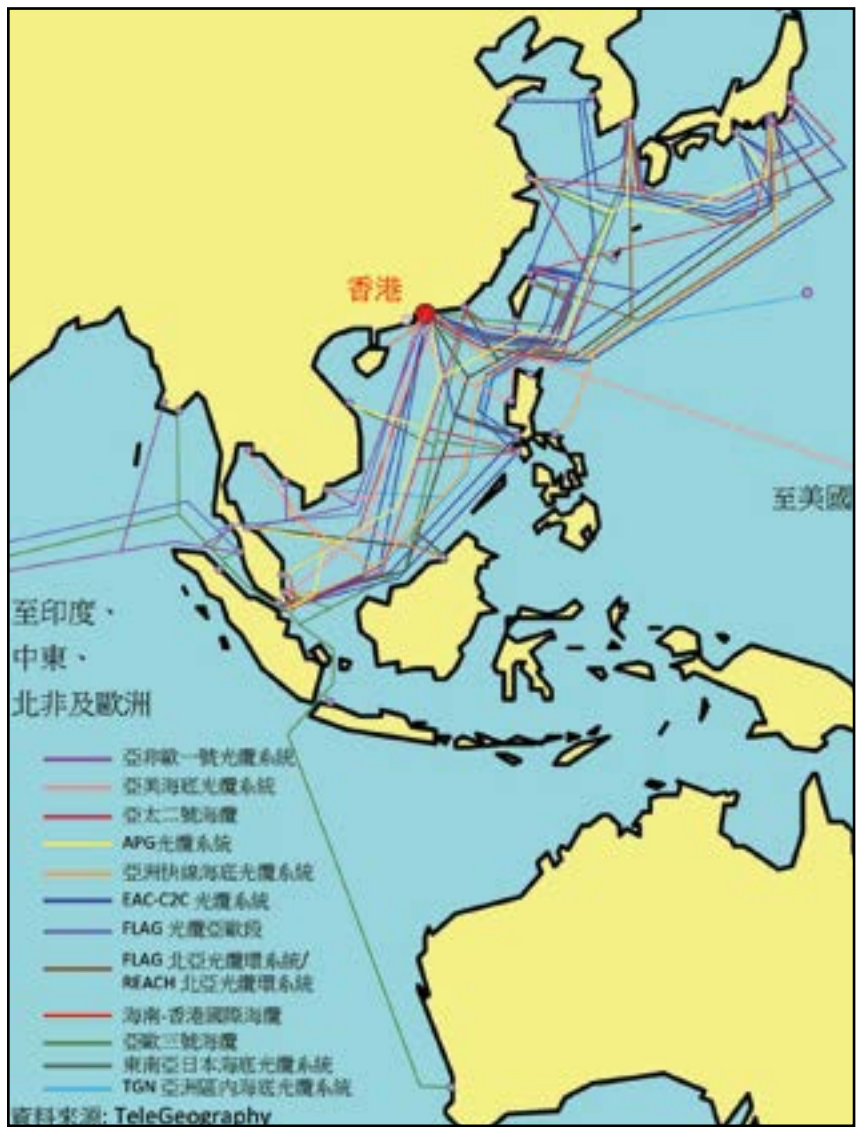 香港
至美國
至印度、
中東、
北非及歐洲
亞非歐一號光纜系統
亞美海底光纜系統
亞太二號海纜
APG光纜系統
亞洲快線海底光纜系統
EAC-C2C 光纜系統
FLAG 光纜亞歐段
FLAG 北亞光纜環系統/
REACH 北亞光纜環系統
海南-香港國際海纜
亞歐三號海纜
東南亞日本海底光纜系統
TGN 亞洲區內海底光纜系統
資料來源: TeleGeography